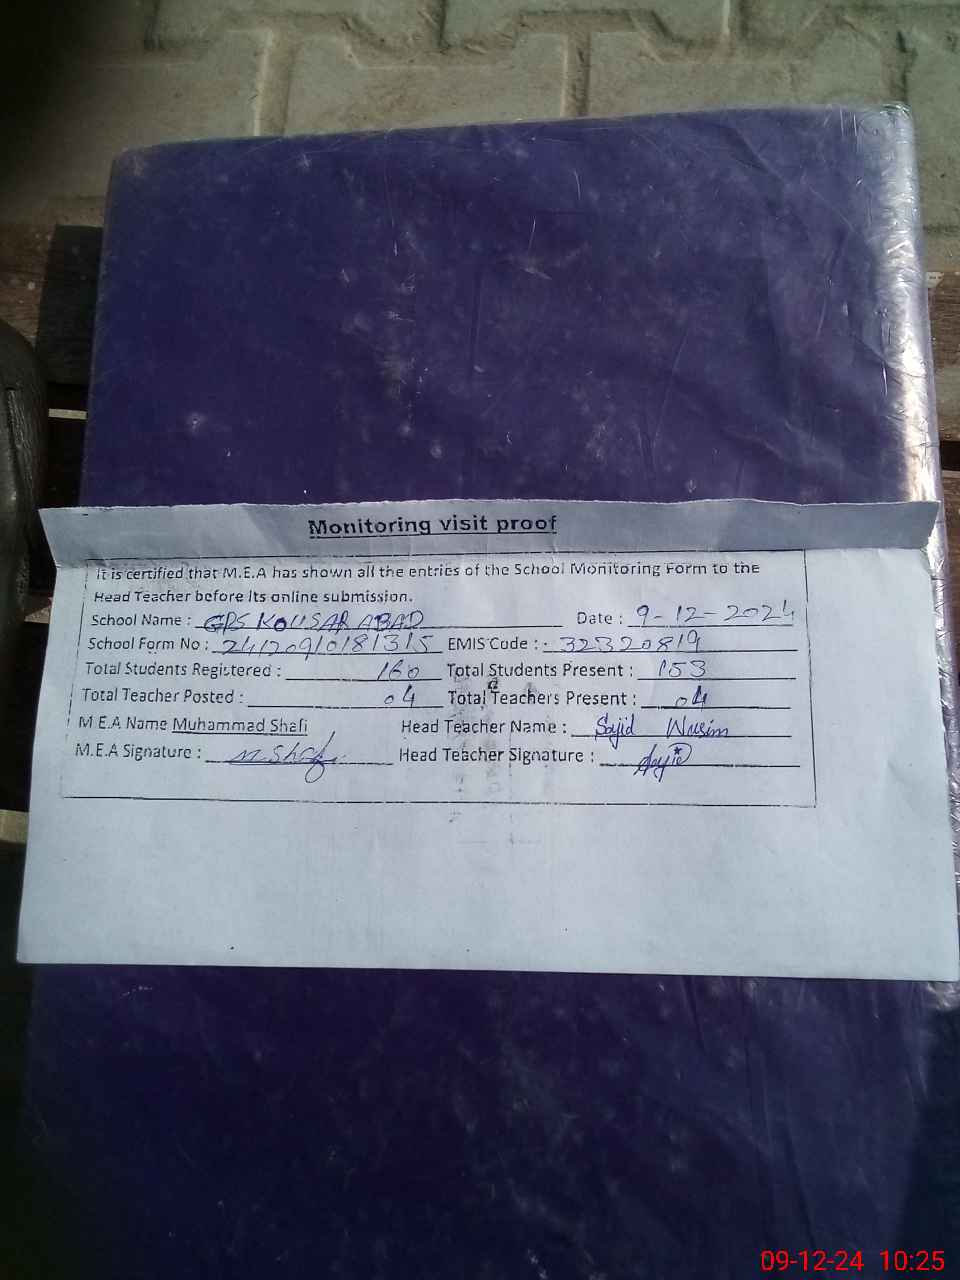 Monitoring visit proof
It is certified that M.E.A has shown all the entries of the School Monitoring Form to the
Head Teacher before its online submission.
School Name : GPS KOUSAR ABAD Date : 9-12-2024
School Form No : 24120910181315 EMIS Code : 32320819
Total Students Registered : 160 Total Students Present : 153
Total Teacher Posted : 04 Total Teachers Present : 04
M.E.A Name Muhammad Shafi Head Teacher Name : Sajid Wasim
M.E.A Signature : M. Shafi Head Teacher Signature :
09-12-24 10:25